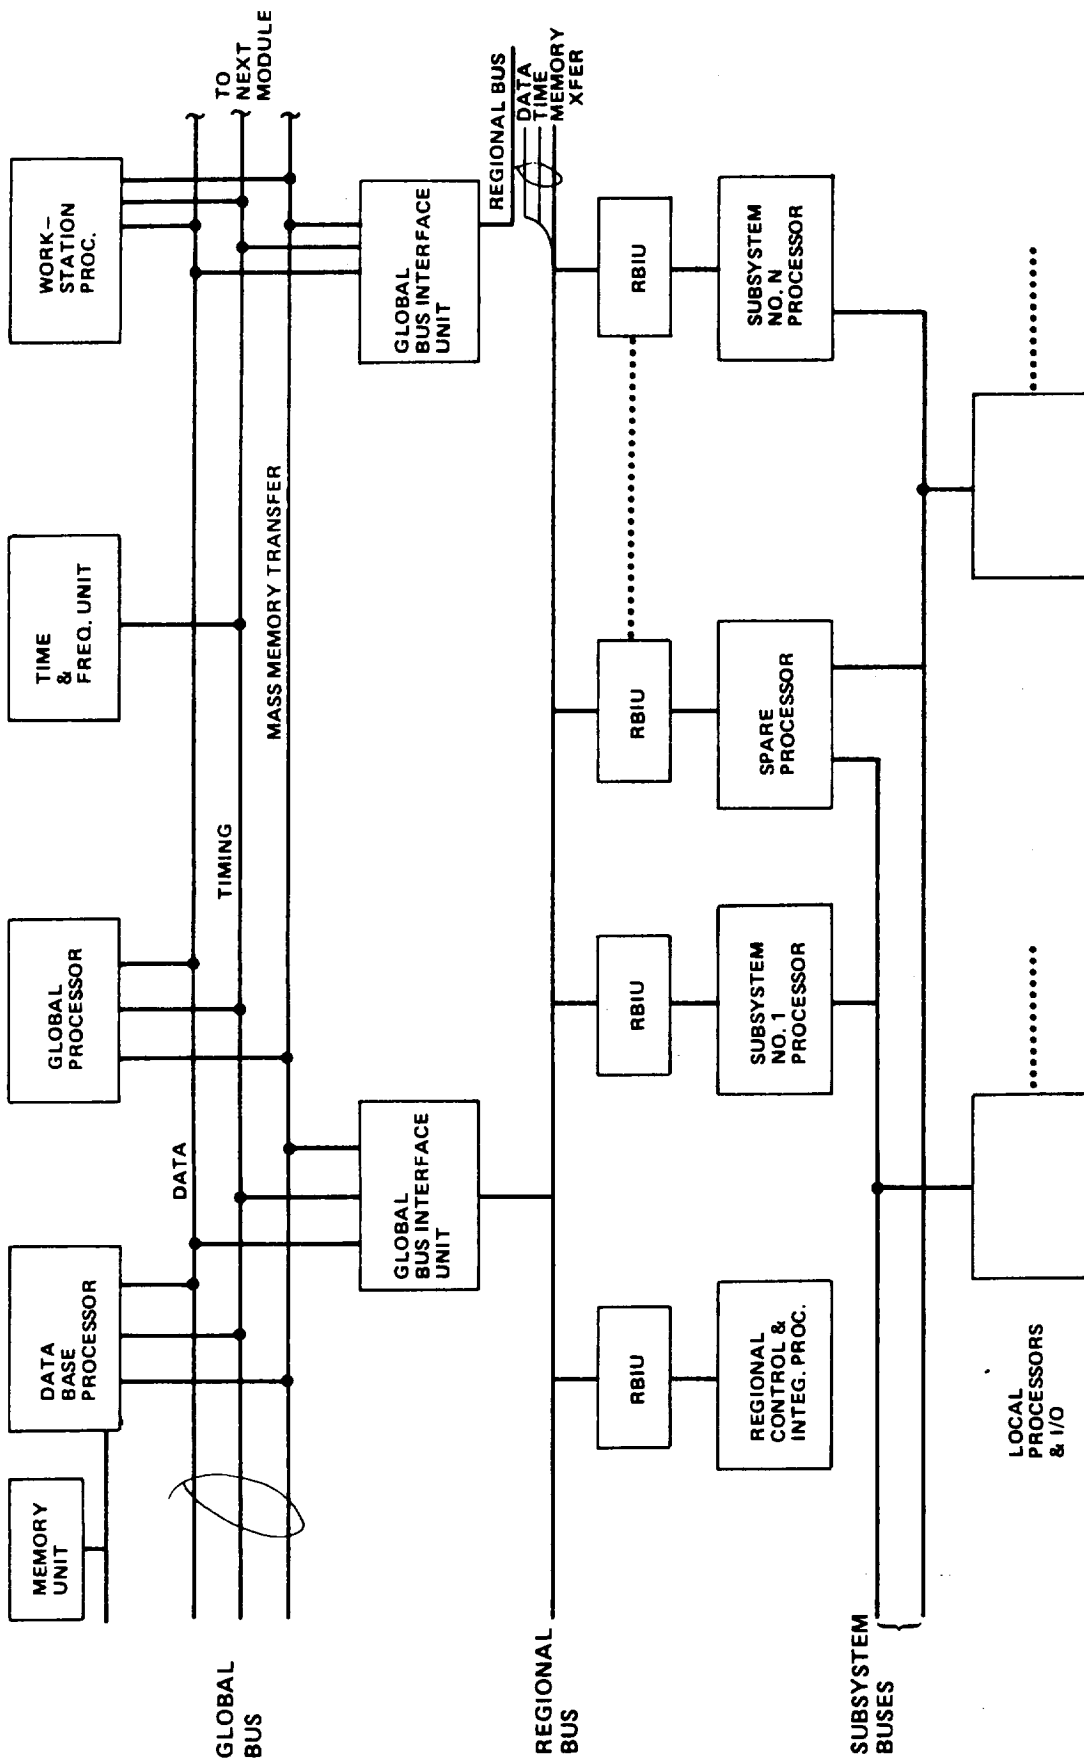 MEMORY
UNIT
DATA
BASE
PROCESSOR
GLOBAL
PROCESSOR
TIME
&
FREQ. UNIT
WORK–
STATION
PROC.
GLOBAL
BUS
DATA
TIMING
MASS MEMORY TRANSFER
TO
NEXT
MODULE
GLOBAL
BUS INTERFACE
UNIT
GLOBAL
BUS INTERFACE
UNIT
REGIONAL BUS
DATA
TIME
MEMORY
XFER
REGIONAL
BUS
RBIU
RBIU
RBIU
RBIU
REGIONAL
CONTROL &
INTEG. PROC.
SUBSYSTEM
NO. 1
PROCESSOR
SPARE
PROCESSOR
SUBSYSTEM
NO. N
PROCESSOR
SUBSYSTEM
BUSES
LOCAL
PROCESSORS
& I/O